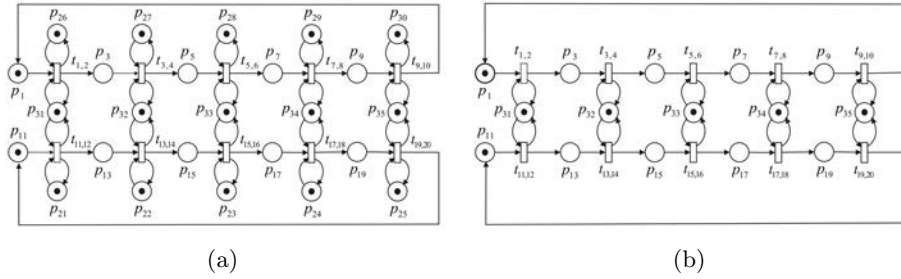 p26 p27 p28 p29 p30
t1,2 p3 t3,4 p5 t5,6 p7 t7,8 p9 t9,10
p1
p31 p32 p33 p34 p35
p11
t11,12 t13,14 t15,16 t17,18 t19,20
p13 p15 p17 p19
p21 p22 p23 p24 p25
(a)
t1,2 p3 t3,4 p5 t5,6 p7 t7,8 p9 t9,10
p1
p31 p32 p33 p34 p35
p11
t11,12 p13 t13,14 p15 t15,16 p17 t17,18 p19 t19,20
(b)